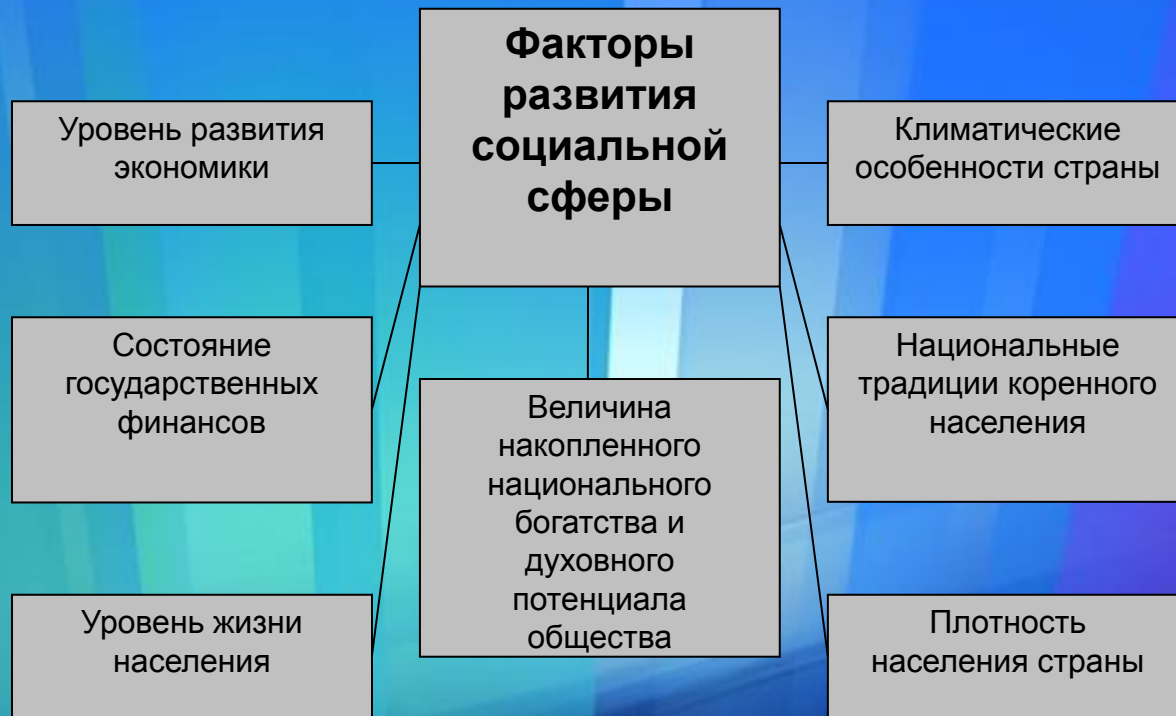 Факторы
развития
социальной
сферы
Уровень развития
экономики
Климатические
особенности страны
Состояние
государственных
финансов
Национальные
традиции коренного
населения
Величина
накопленного
национального
богатства и
духовного
потенциала
общества
Уровень жизни
населения
Плотность
населения страны